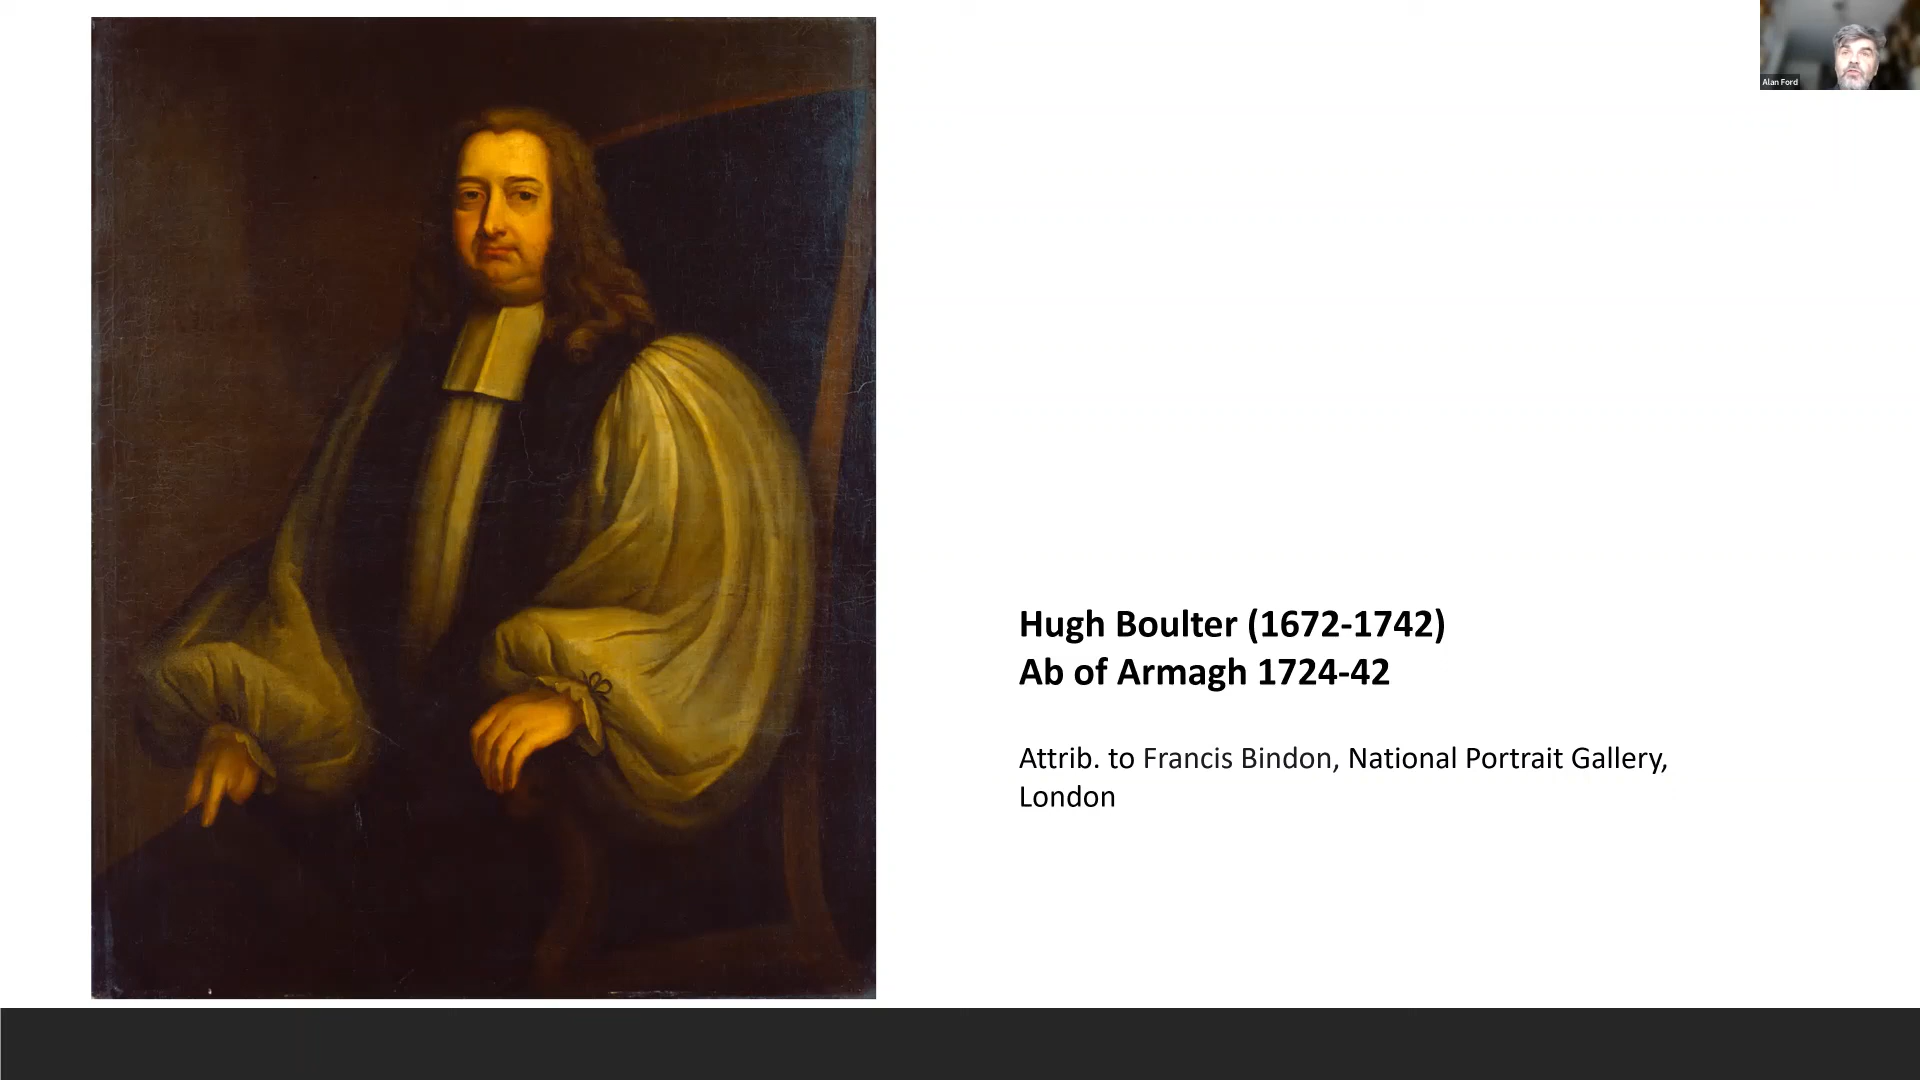 Alan Ford
Hugh Boulter (1672-1742)
Ab of Armagh 1724-42
Attrib. to Francis Bindon, National Portrait Gallery,
London